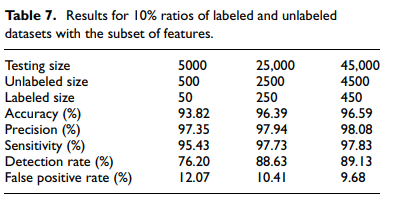 Table 7. Results for 10% ratios of labeled and unlabeled
datasets with the subset of features.
Testing size 5000 25,000 45,000
Unlabeled size 500 2500 4500
Labeled size 50 250 450
Accuracy (%) 93.82 96.39 96.59
Precision (%) 97.35 97.94 98.08
Sensitivity (%) 95.43 97.73 97.83
Detection rate (%) 76.20 88.63 89.13
False positive rate (%) 12.07 10.41 9.68